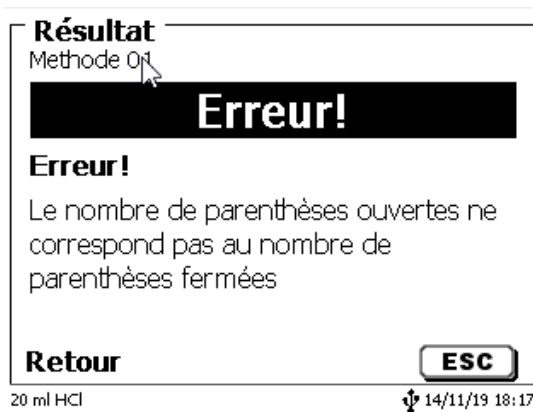 Résultat
Methode 01
Erreur!
Erreur!
Le nombre de parenthèses ouvertes ne
correspond pas au nombre de
parenthèses fermées
Retour ESC
20 ml HCl 14/11/19 18:17